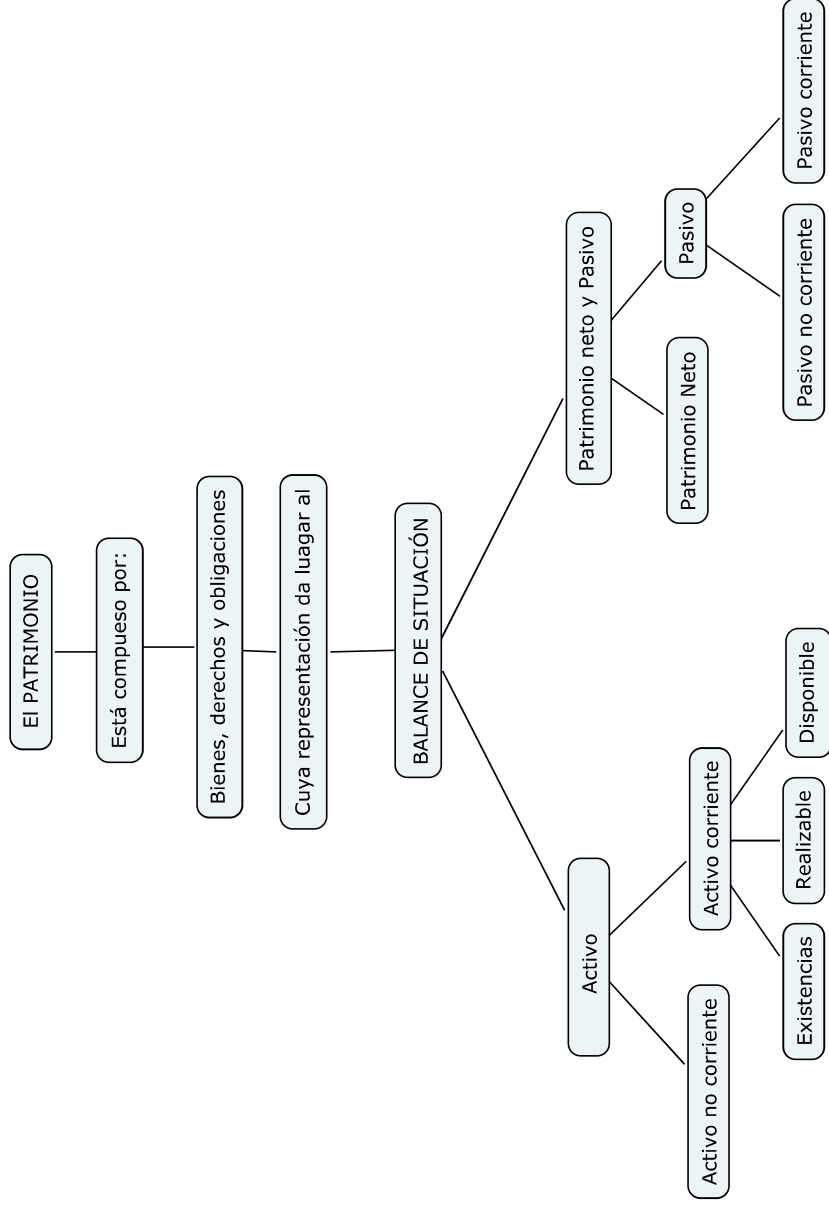 El PATRIMONIO
Está compueso por:
Bienes, derechos y obligaciones
Cuya representación da luagar al
BALANCE DE SITUACIÓN
Activo
Patrimonio neto y Pasivo
Activo no corriente
Activo corriente
Patrimonio Neto
Pasivo
Existencias
Realizable
Disponible
Pasivo no corriente
Pasivo corriente